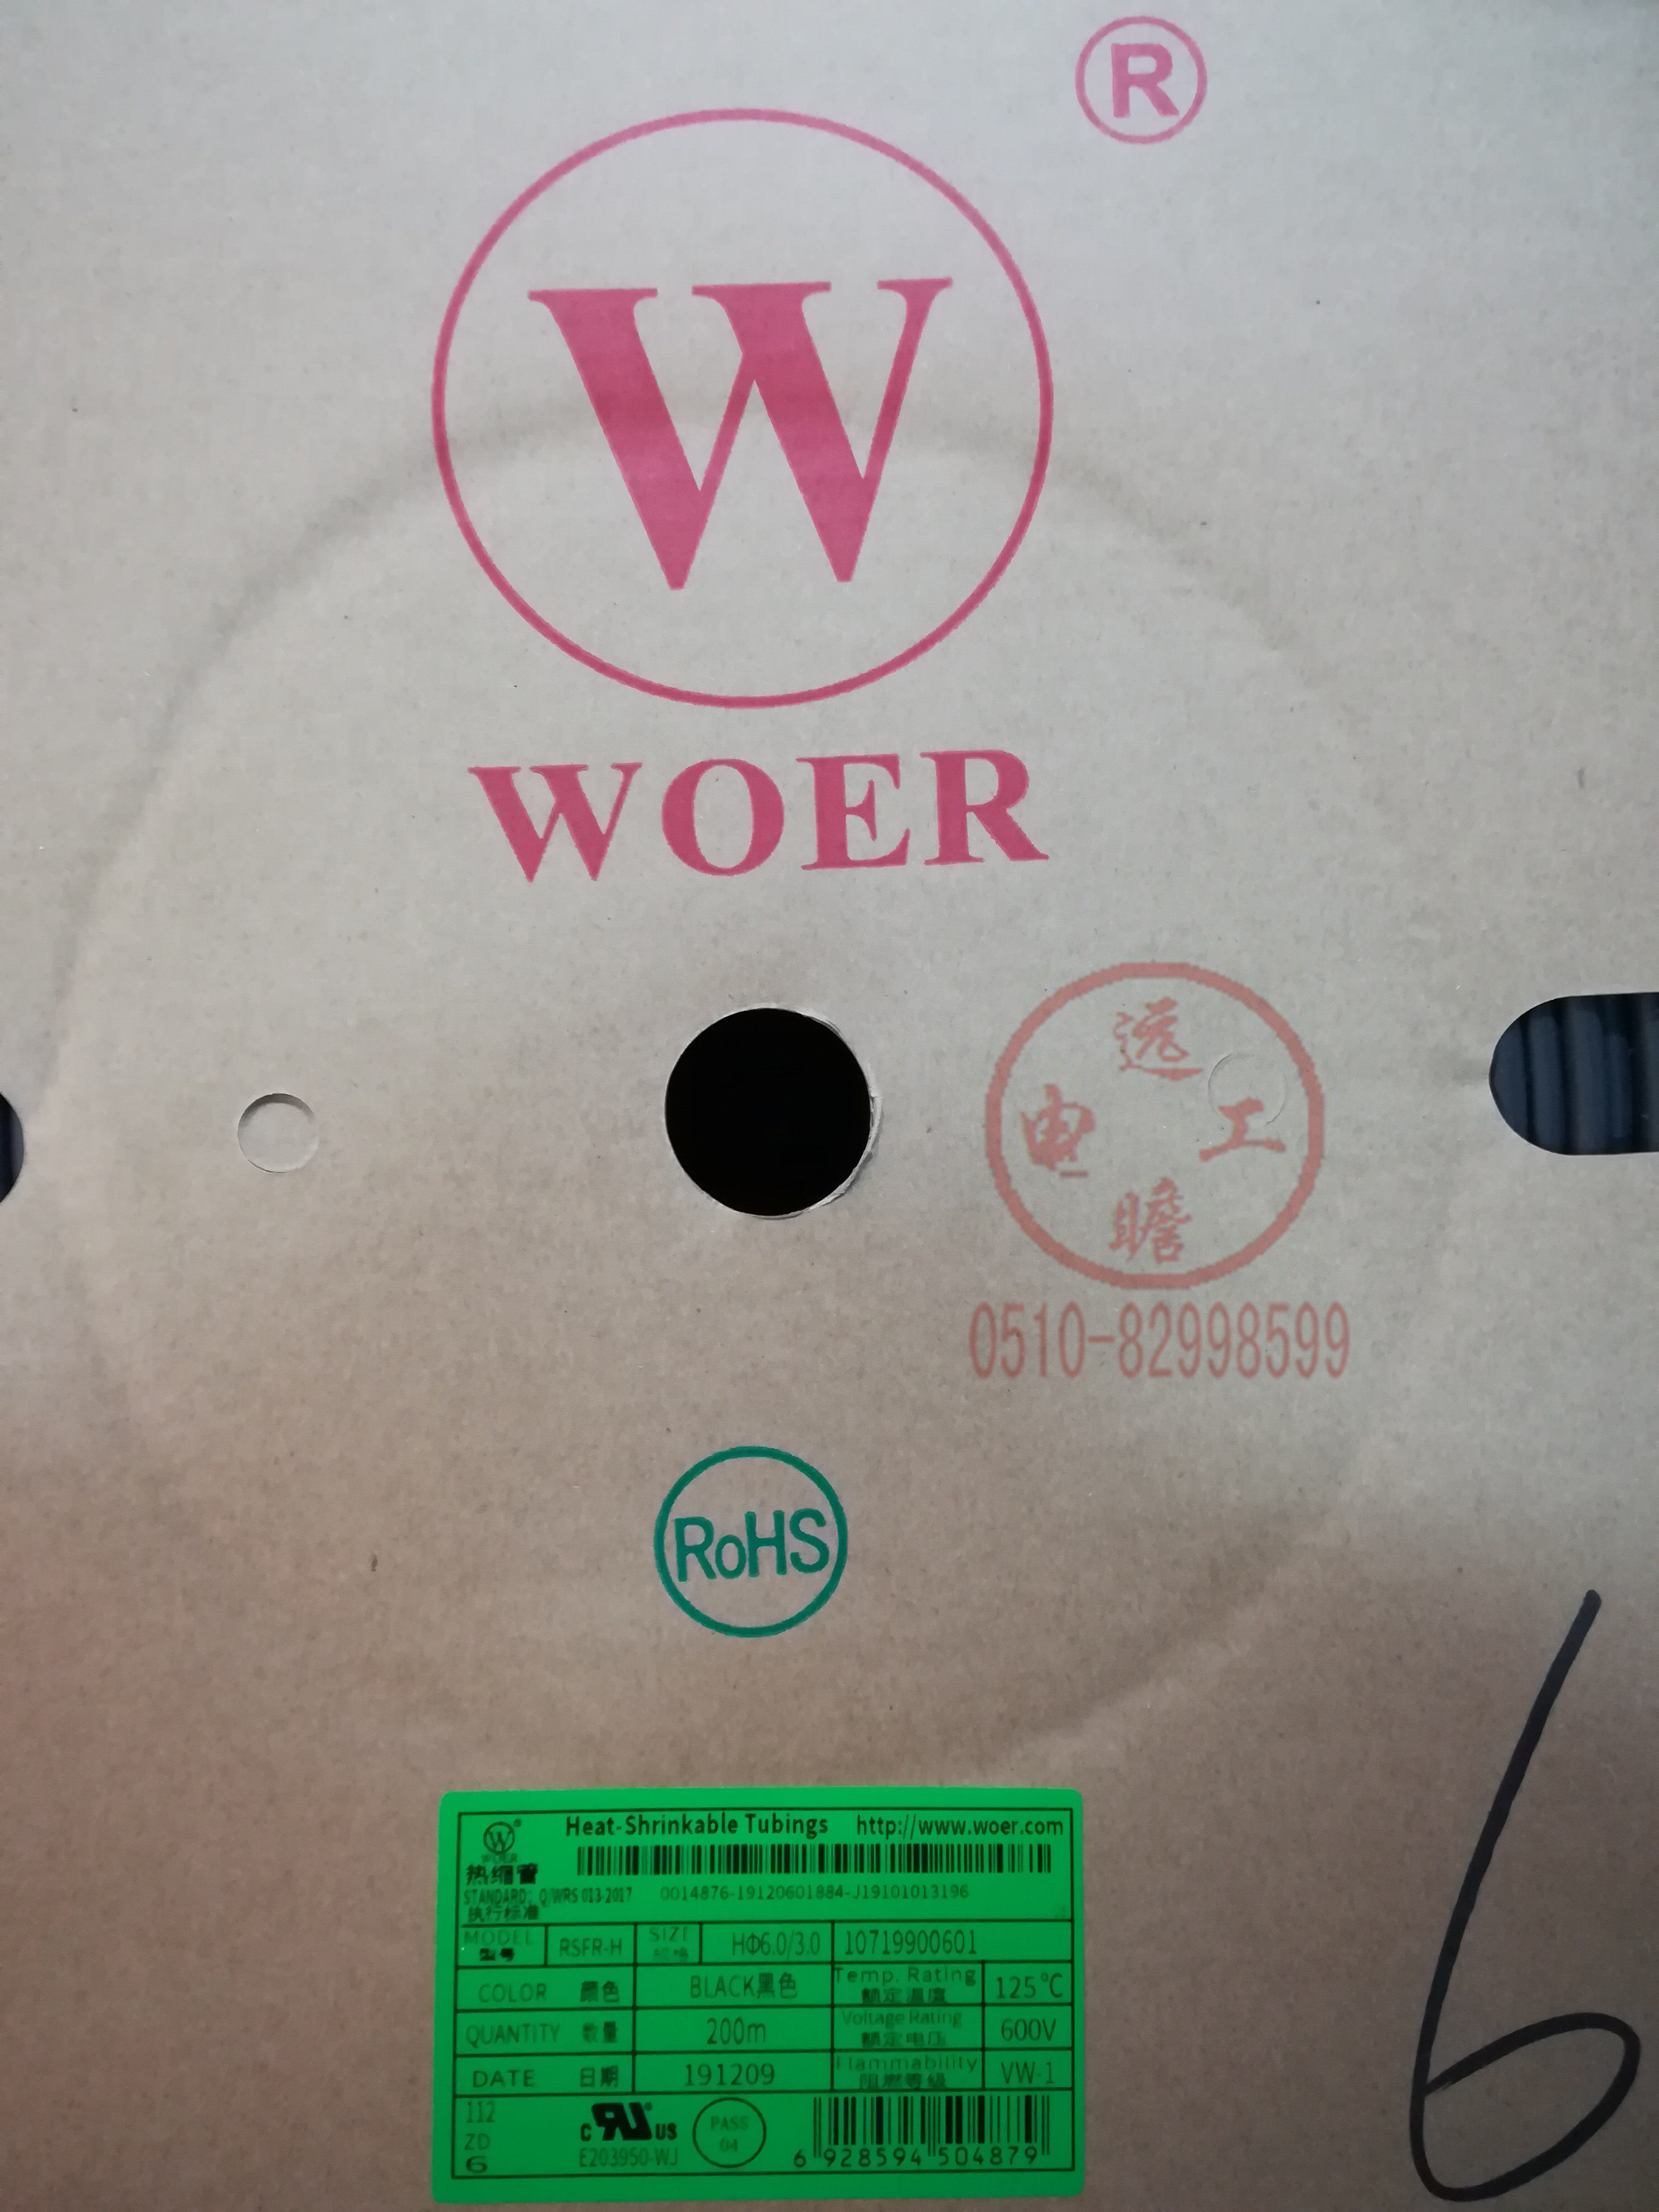 R
W
WOER
远
电 工
瞻
0510-82998599
RoHS
6
W
WOER
Heat-Shrinkable Tubings http://www.woer.com
热缩管
STANDARD: Q/WRS 013-2017 0014876-19120601884-J19101013196
执行标准
MODEL RSFR-H SIZE HΦ6.0/3.0 10719900601
型号 规格
COLOR 颜色 BLACK黑色 Temp. Rating 125℃
额定温度
QUANTITY 数量 200m Voltage Rating 600V
额定电压
DATE 日期 191209 Flammability VW-1
阻燃等级
112
ZD
6
c RU us
E203950-WJ
PASS
04
6 928594 504879